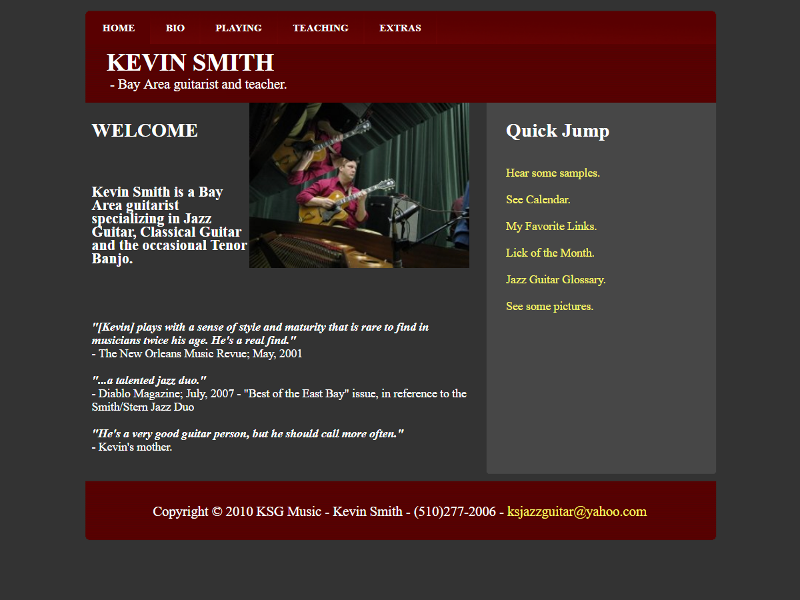 HOME BIO PLAYING TEACHING EXTRAS
KEVIN SMITH
- Bay Area guitarist and teacher.
WELCOME
Kevin Smith is a Bay
Area guitarist
specializing in Jazz
Guitar, Classical Guitar
and the occasional Tenor
Banjo.
"[Kevin] plays with a sense of style and maturity that is rare to find in
musicians twice his age. He's a real find."
- The New Orleans Music Revue; May, 2001
"...a talented jazz duo."
- Diablo Magazine; July, 2007 - "Best of the East Bay" issue, in reference to the
Smith/Stern Jazz Duo
"He's a very good guitar person, but he should call more often."
- Kevin's mother.
Quick Jump
Hear some samples.
See Calendar.
My Favorite Links.
Lick of the Month.
Jazz Guitar Glossary.
See some pictures.
Copyright © 2010 KSG Music - Kevin Smith - (510)277-2006 - ksjazzguitar@yahoo.com